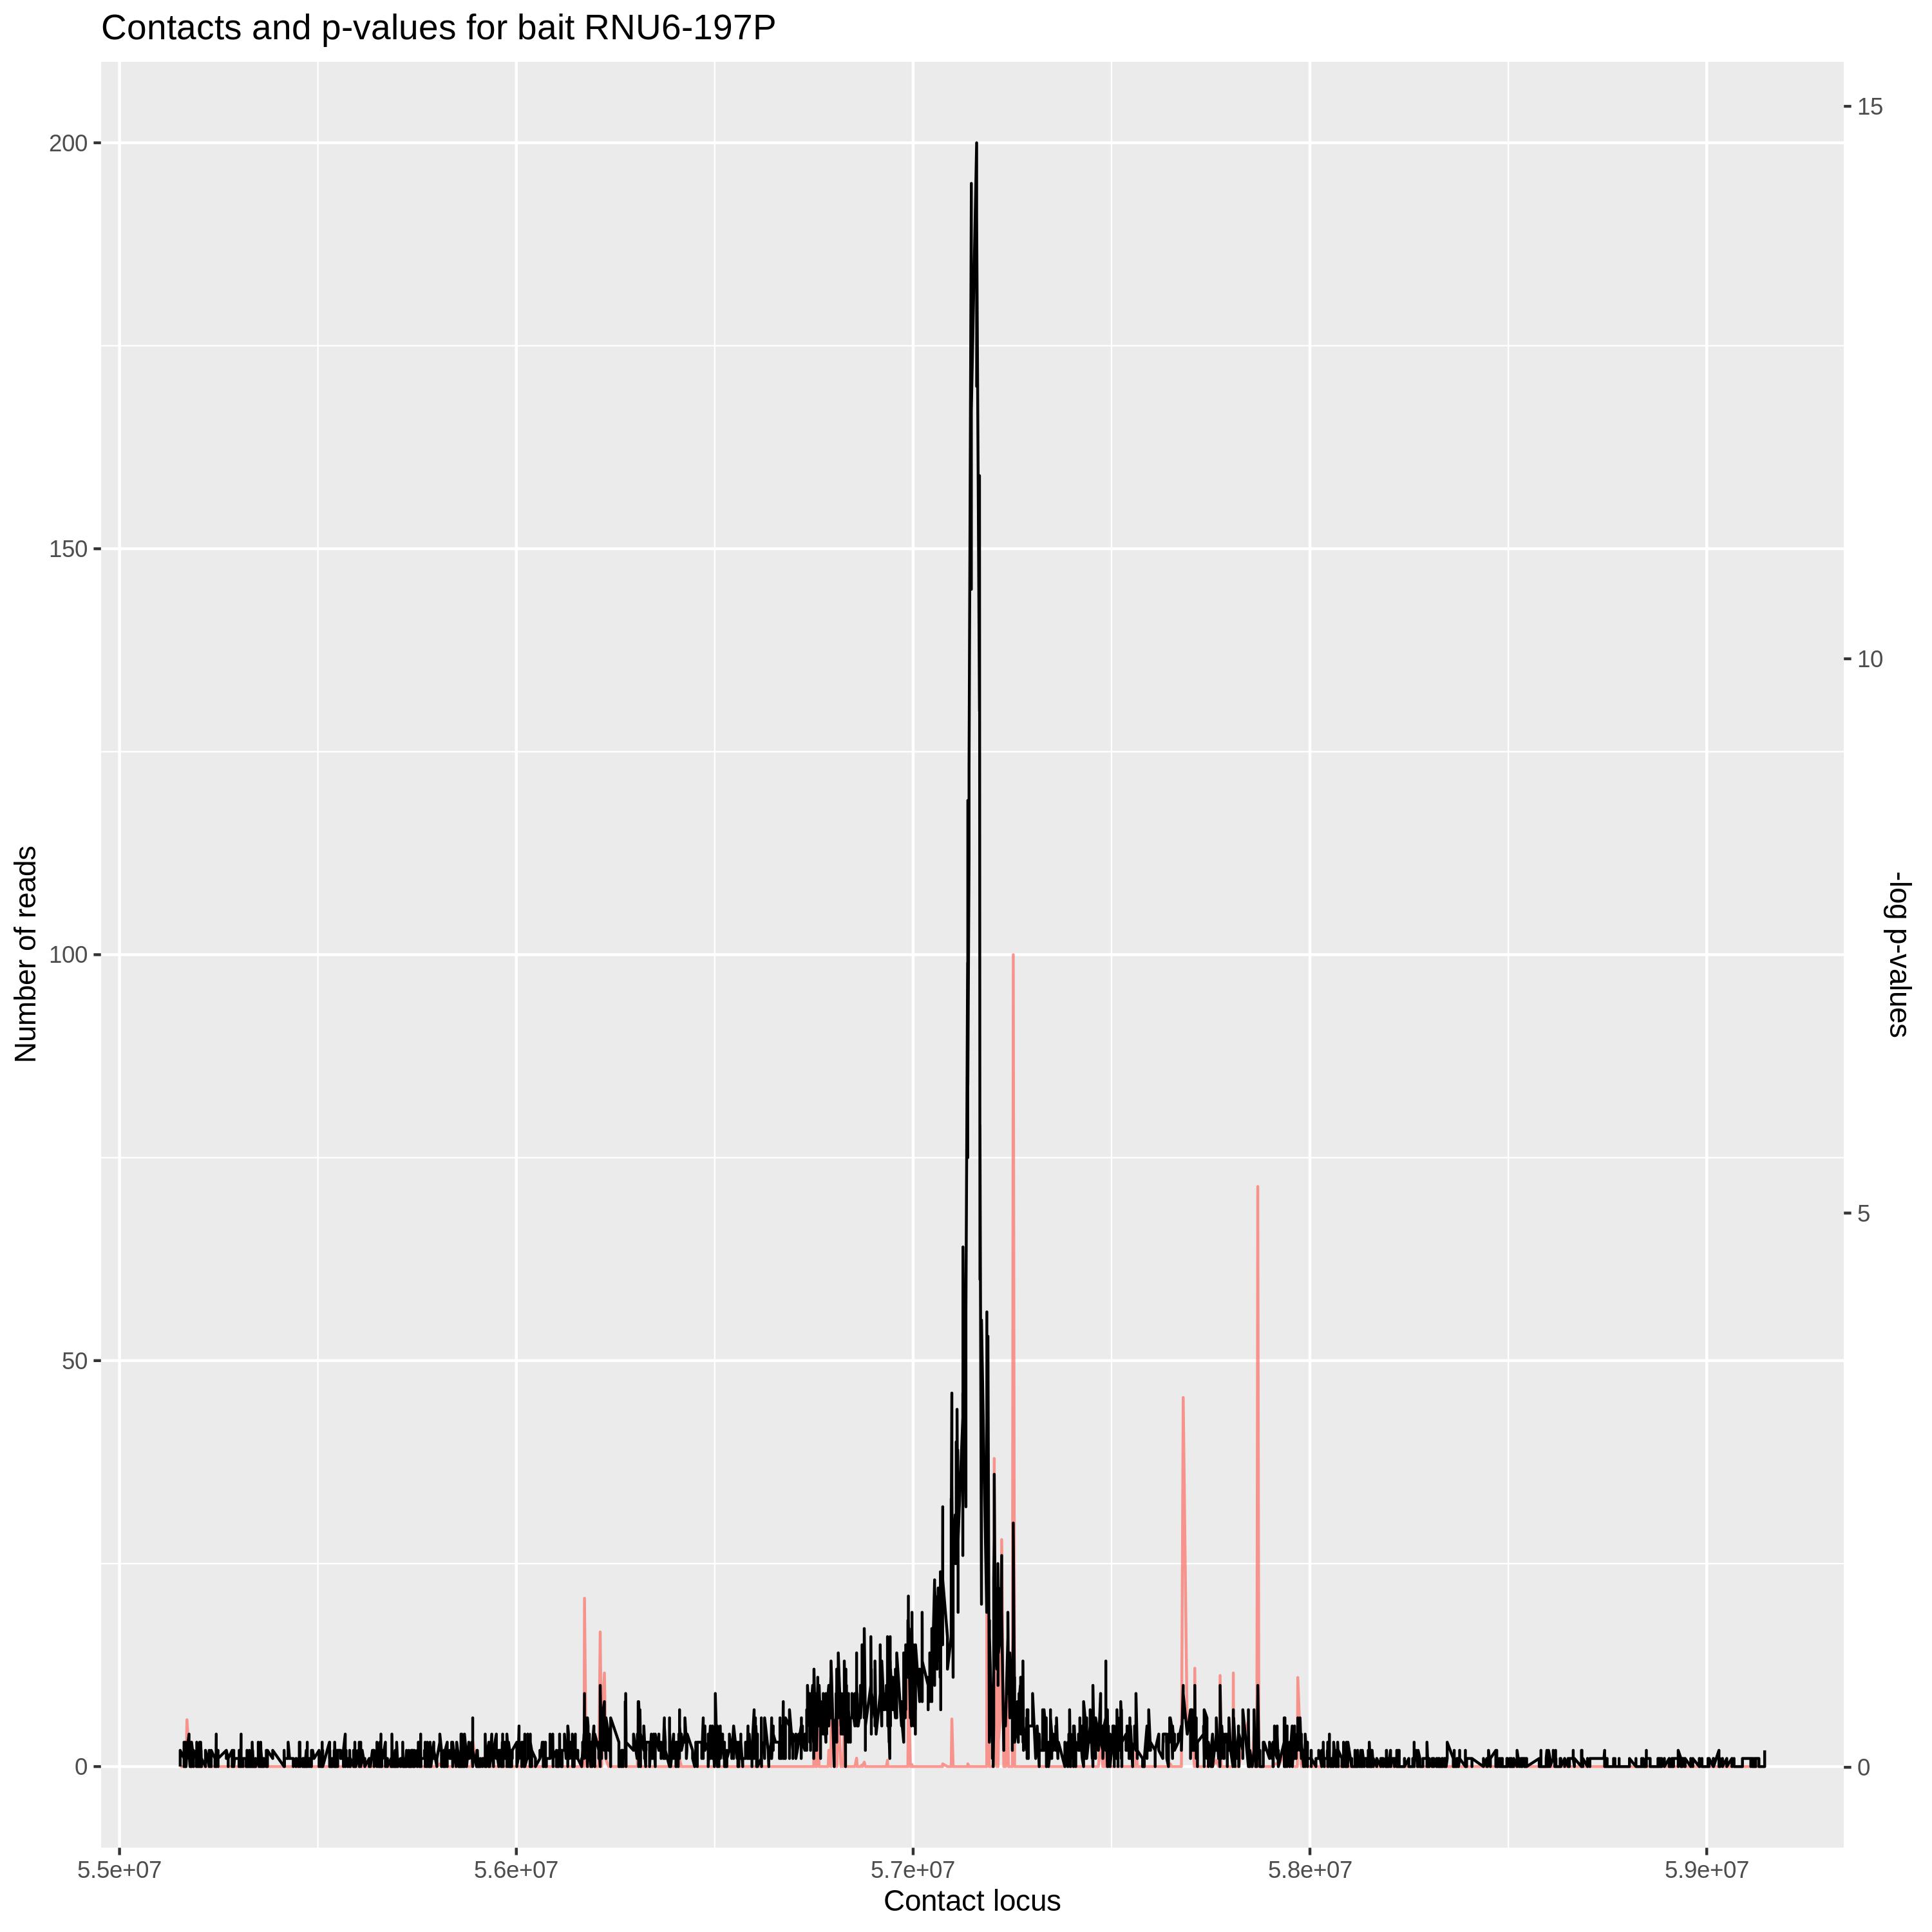 Contacts and p-values for bait RNU6-197P
200
150
100
50
0
Number of reads
15
10
5
0
-log p-values
5.5e+07 5.6e+07 5.7e+07 5.8e+07 5.9e+07
Contact locus